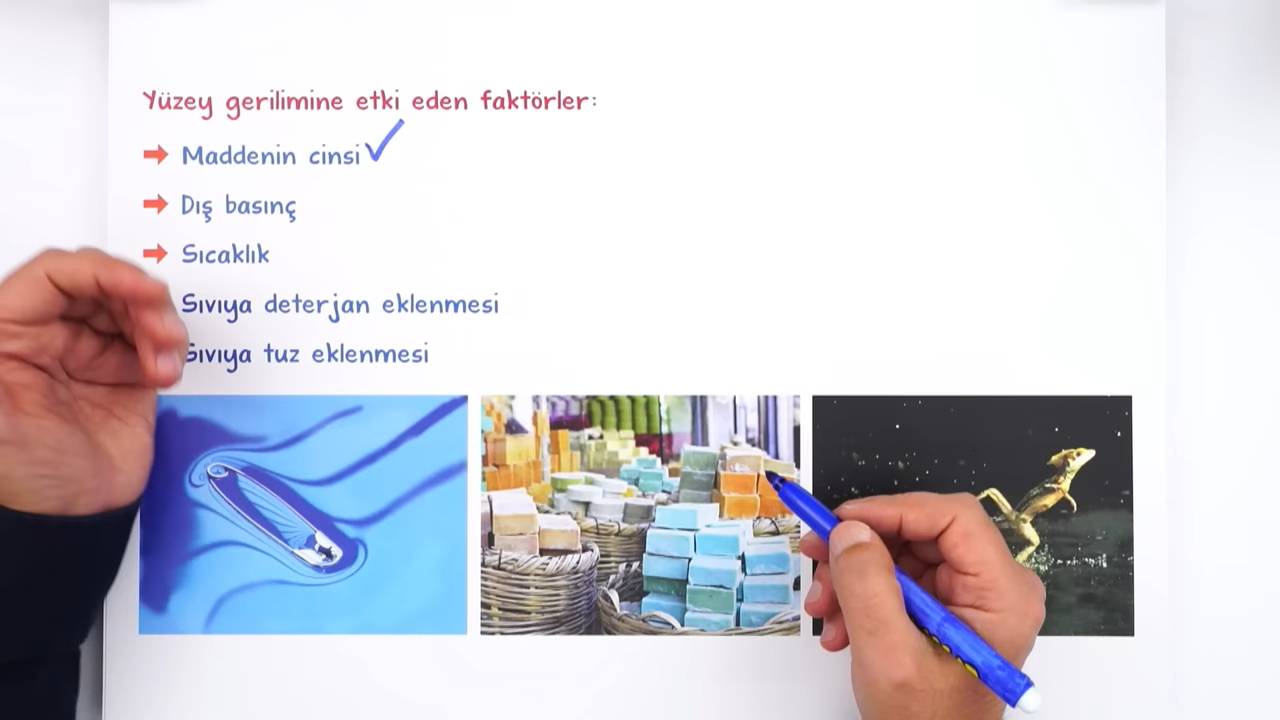 Yüzey gerilimine etki eden faktörler:
Maddenin cinsi
Dış basınç
Sıcaklık
Sıvıya deterjan eklenmesi
Sıvıya tuz eklenmesi